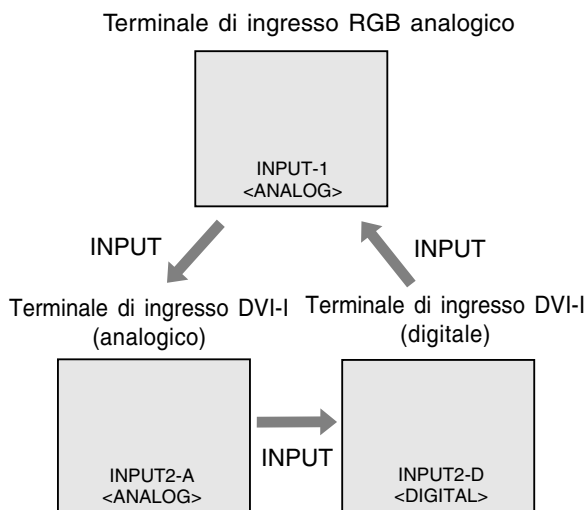 Terminale di ingresso RGB analogico
INPUT-1
<ANALOG>
INPUT
INPUT
Terminale di ingresso DVI-I
(analogico)
Terminale di ingresso DVI-I
(digitale)
INPUT2-A
<ANALOG>
INPUT
INPUT2-D
<DIGITAL>